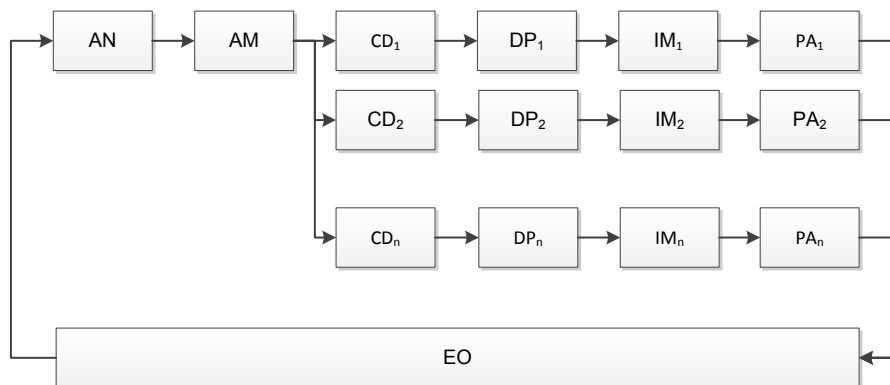 AN AM CD₁ DP₁ IM₁ PA₁
CD₂ DP₂ IM₂ PA₂
CDₙ DPₙ IMₙ PAₙ
EO